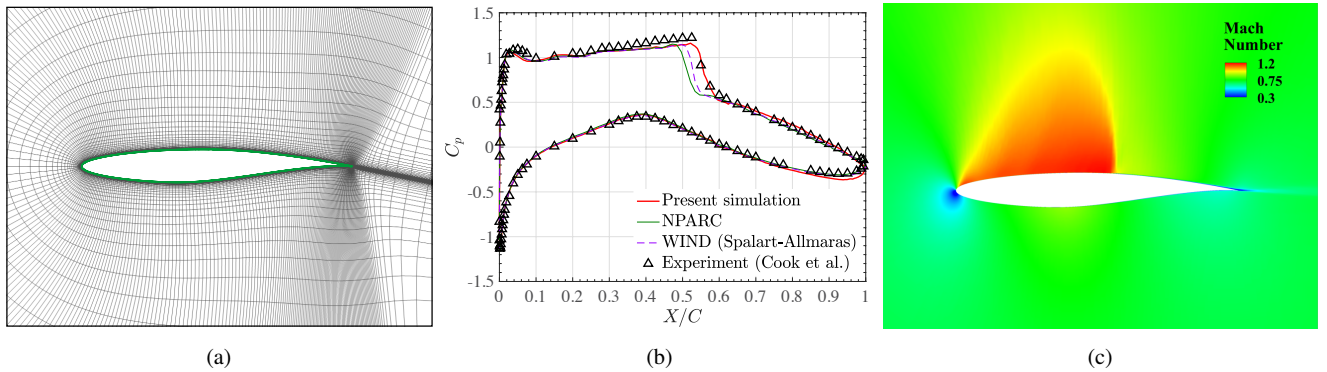 1.5
1
0.5
0
-0.5
-1
-1.5
C_p
0 0.1 0.2 0.3 0.4 0.5 0.6 0.7 0.8 0.9 1
X/C
Present simulation
NPARC
WIND (Spalart-Allmaras)
Experiment (Cook et al.)
Mach
Number
1.2
0.75
0.3
(a)
(b)
(c)